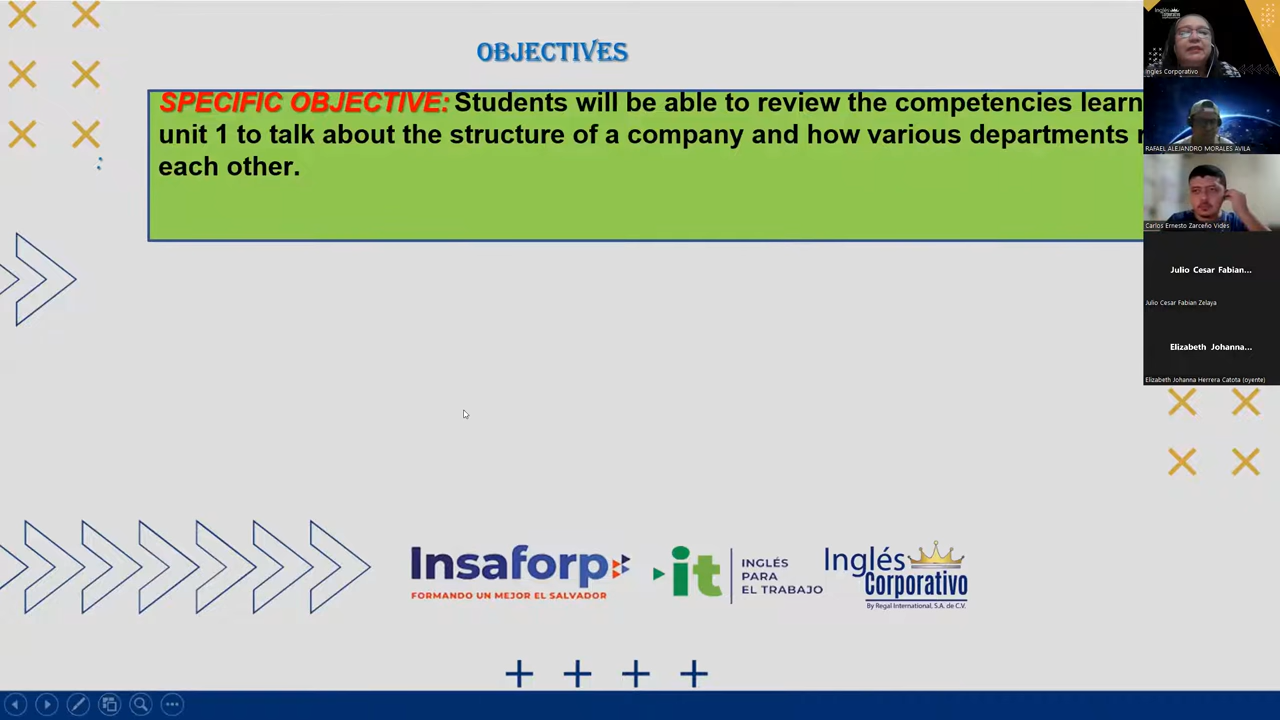 OBJECTIVES
SPECIFIC OBJECTIVE: Students will be able to review the competencies learn
unit 1 to talk about the structure of a company and how various departments
each other.
Insaforp
FORMANDO UN MEJOR EL SALVADOR
it
INGLÉS
PARA
EL TRABAJO
Inglés
Corporativo
By Regal International, S.A. de C.V.
Inglés
Corporativo
Ingles Corporativo
RAFAEL ALEJANDRO MORALES AVILA
Carlos Ernesto Zarceño Vides
Julio Cesar Fabian...
Julio Cesar Fabian Zelaya
Elizabeth Johanna...
Elizabeth Johanna Herrera Catota (oyente)